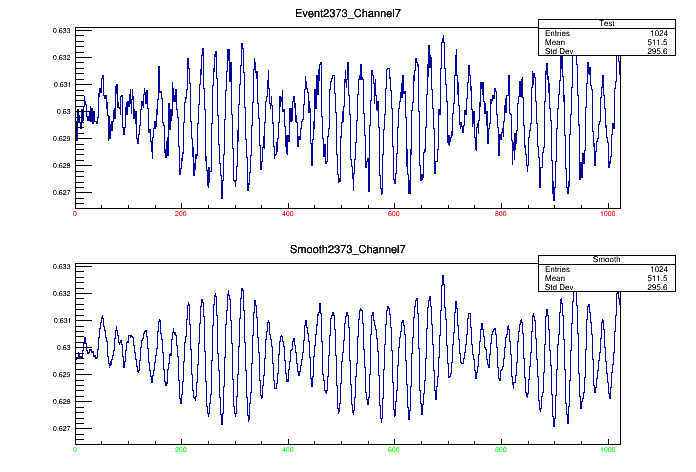 Event2373_Channel7
Test
Entries 1024
Mean 511.5
Std Dev 295.6
0.633
0.632
0.631
0.63
0.629
0.628
0.627
0 200 400 600 800 1000
Smooth2373_Channel7
Smooth
Entries 1024
Mean 511.5
Std Dev 295.6
0.633
0.632
0.631
0.63
0.629
0.628
0.627
0 200 400 600 800 1000